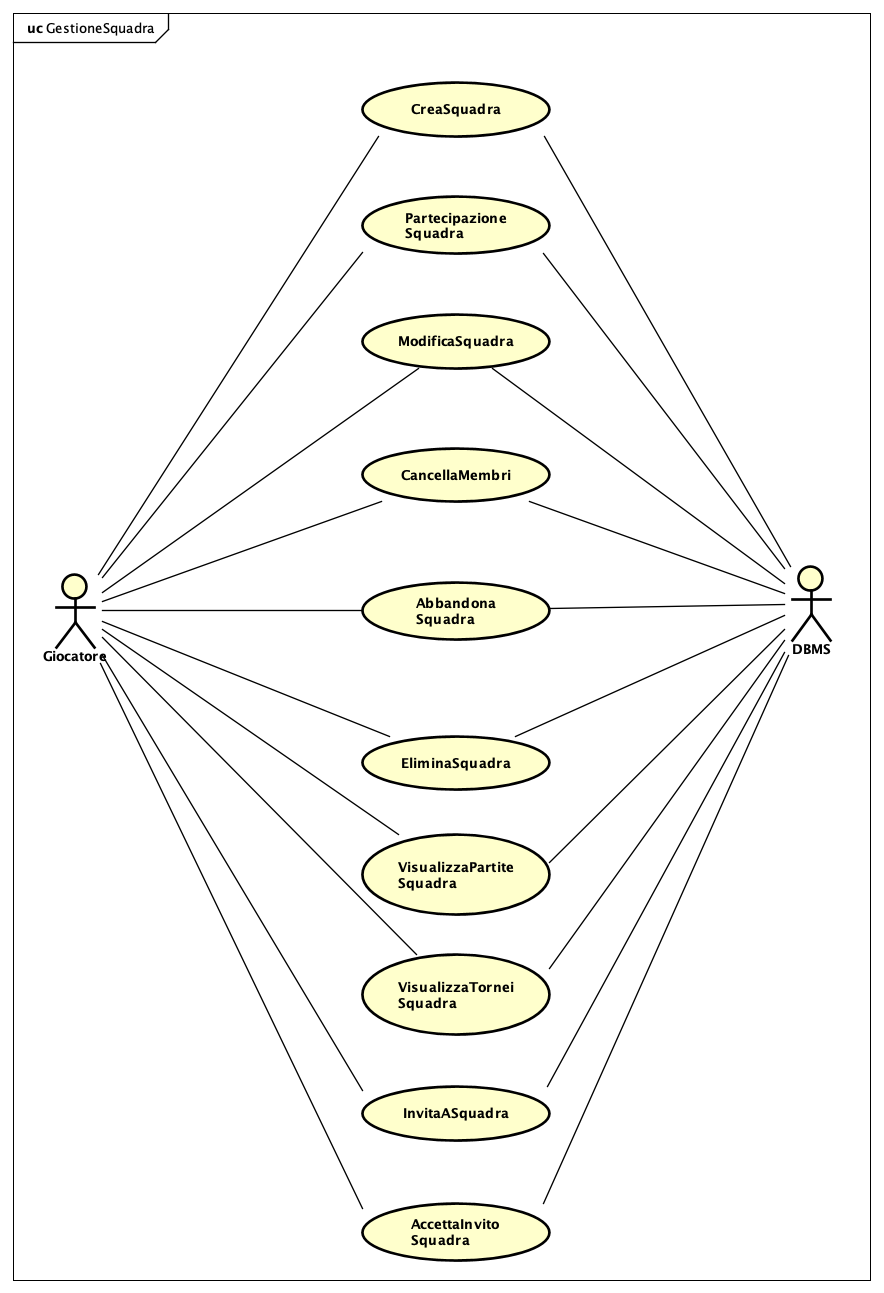 uc GestioneSquadra
CreaSquadra
Partecipazione
Squadra
ModificaSquadra
CancellaMembri
Abbandona
Squadra
Giocatore
DBMS
EliminaSquadra
VisualizzaPartite
Squadra
VisualizzaTornei
Squadra
InvitaASquadra
AccettaInvito
Squadra